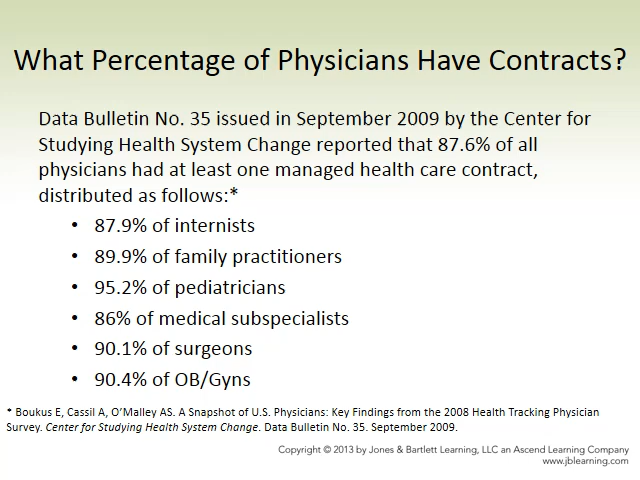 What Percentage of Physicians Have Contracts?
Data Bulletin No. 35 issued in September 2009 by the Center for
Studying Health System Change reported that 87.6% of all
physicians had at least one managed health care contract,
distributed as follows:*
• 87.9% of internists
• 89.9% of family practitioners
• 95.2% of pediatricians
• 86% of medical subspecialists
• 90.1% of surgeons
• 90.4% of OB/Gyns
* Boukus E, Cassil A, O’Malley AS. A Snapshot of U.S. Physicians: Key Findings from the 2008 Health Tracking Physician
Survey. Center for Studying Health System Change. Data Bulletin No. 35. September 2009.
Copyright © 2013 by Jones & Bartlett Learning, LLC an Ascend Learning Company
www.jblearning.com